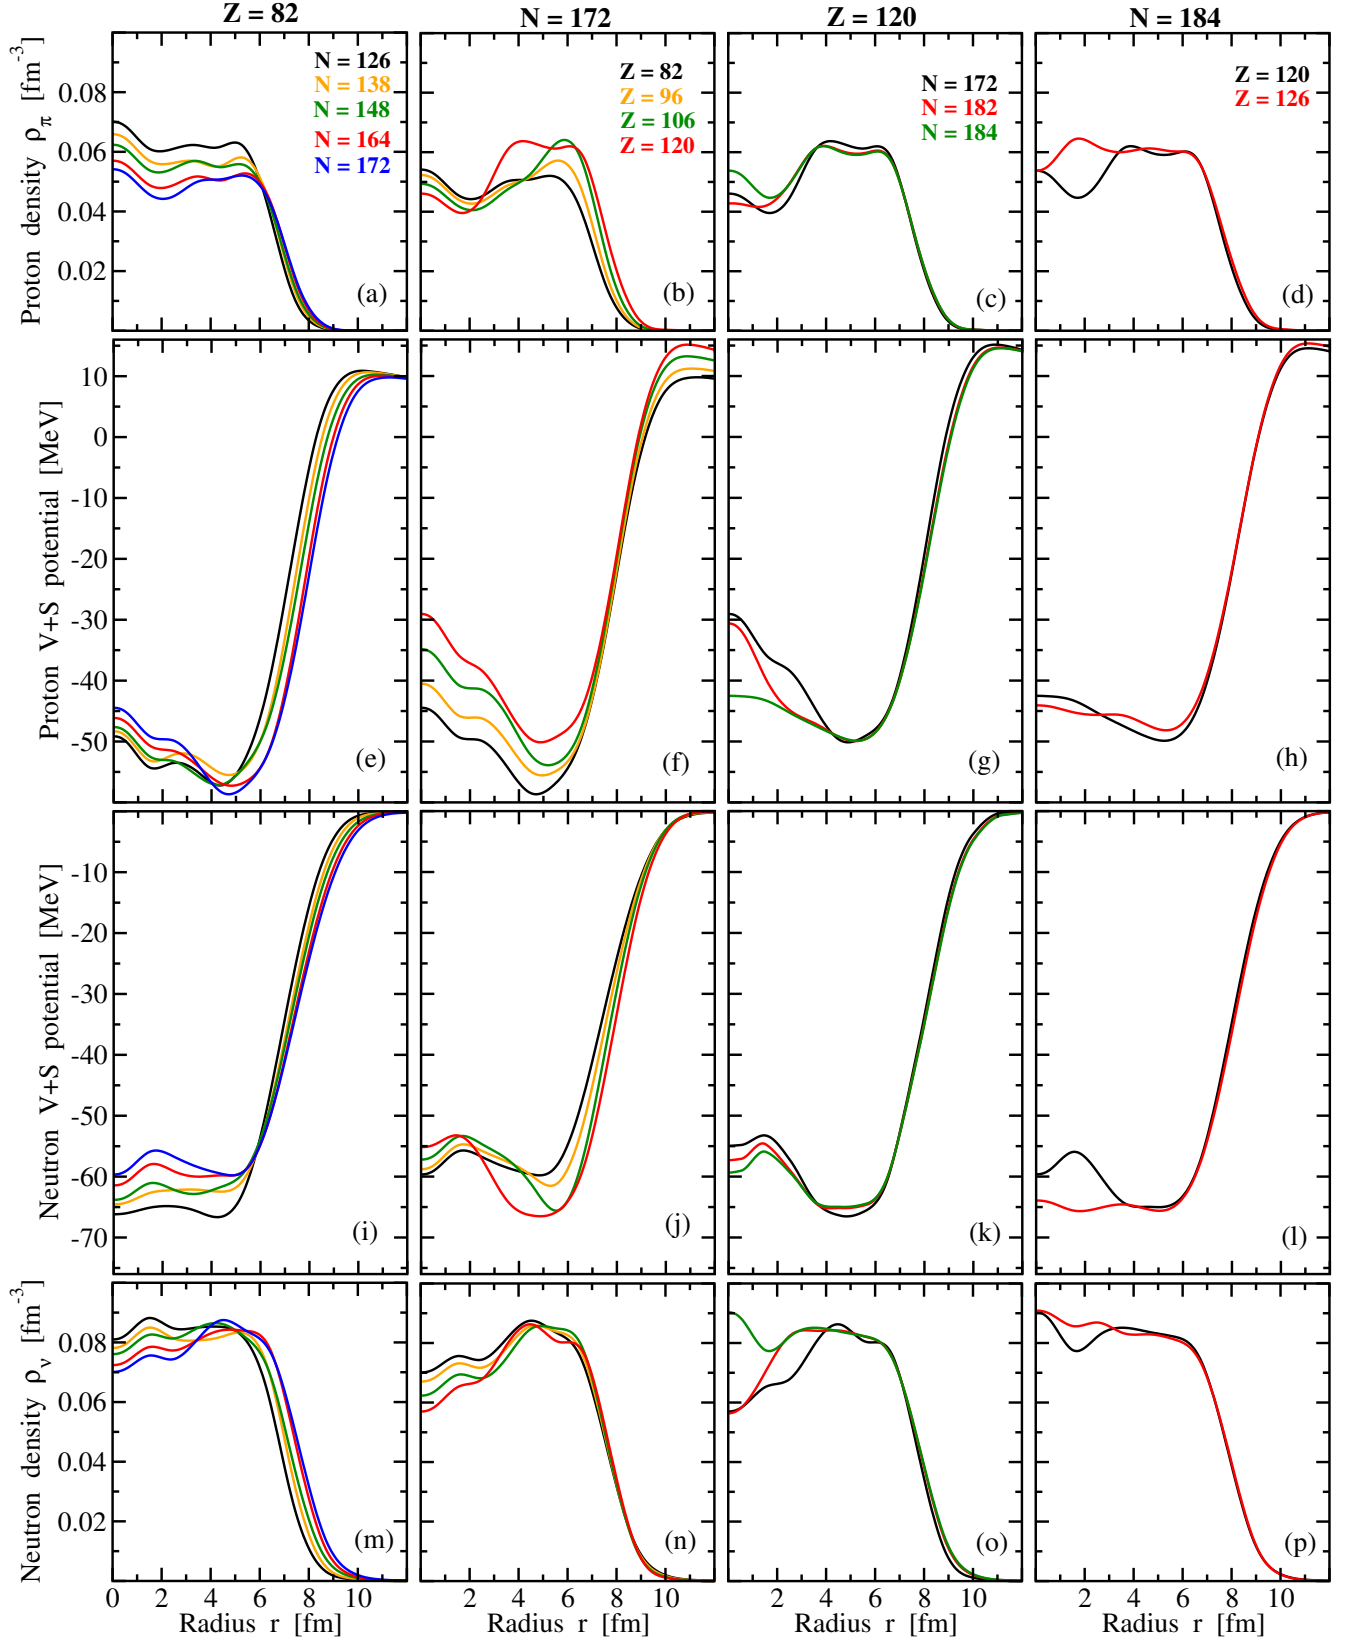 Z = 82
N = 172
Z = 120
N = 184
Proton density ρπ [fm-3]
0.08
0.06
0.04
0.02
N = 126
N = 138
N = 148
N = 164
N = 172
(a)
Z = 82
Z = 96
Z = 106
Z = 120
(b)
N = 172
N = 182
N = 184
(c)
Z = 120
Z = 126
(d)
Proton V+S potential [MeV]
10
0
-10
-20
-30
-40
-50
(e)
(f)
(g)
(h)
Neutron V+S potential [MeV]
-10
-20
-30
-40
-50
-60
-70
(i)
(j)
(k)
(l)
Neutron density ρν [fm-3]
0.08
0.06
0.04
0.02
(m)
(n)
(o)
(p)
0 2 4 6 8 10
0 2 4 6 8 10
0 2 4 6 8 10
0 2 4 6 8 10 12
Radius r [fm]
Radius r [fm]
Radius r [fm]
Radius r [fm]